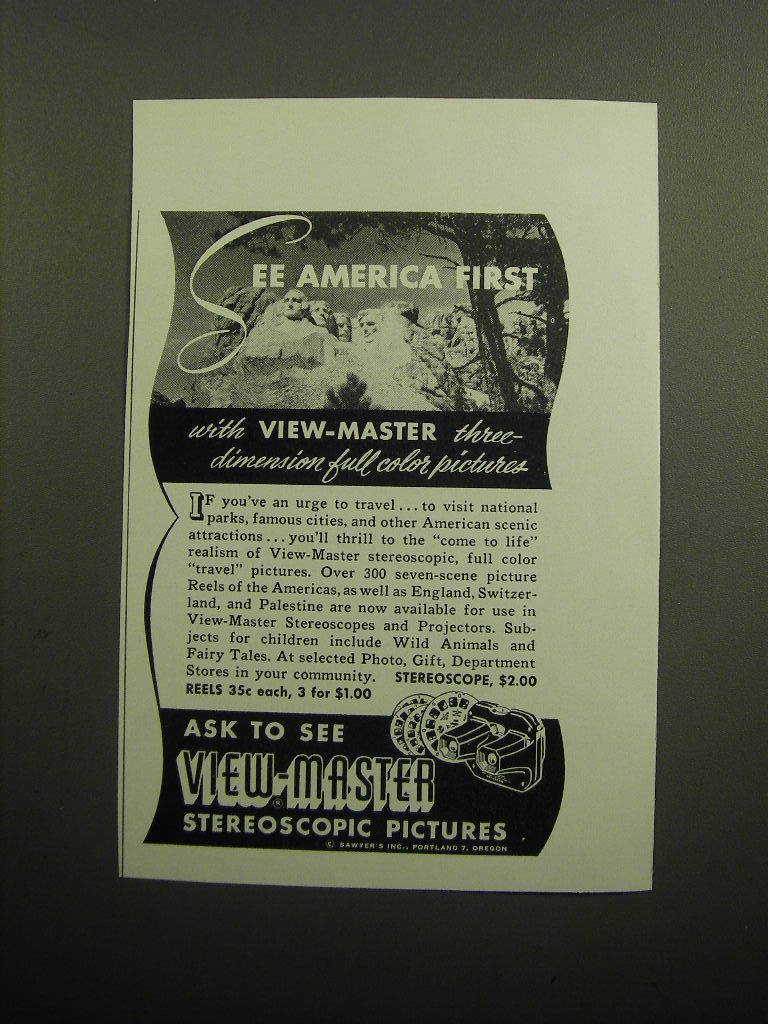 SEE AMERICA FIRST
with VIEW-MASTER three-
dimension full color pictures
IF you've an urge to travel...to visit national
parks, famous cities, and other American scenic
attractions...you'll thrill to the "come to life"
realism of View-Master stereoscopic, full color
"travel" pictures. Over 300 seven-scene picture
Reels of the Americas, as well as England, Switzer-
land, and Palestine are now available for use in
View-Master Stereoscopes and Projectors. Sub-
jects for children include Wild Animals and
Fairy Tales. At selected Photo, Gift, Department
Stores in your community. STEREOSCOPE, $2.00
REELS 35c each, 3 for $1.00
ASK TO SEE
VIEW-MASTER
®
STEREOSCOPIC PICTURES
© SAWYER'S INC., PORTLAND 7, OREGON